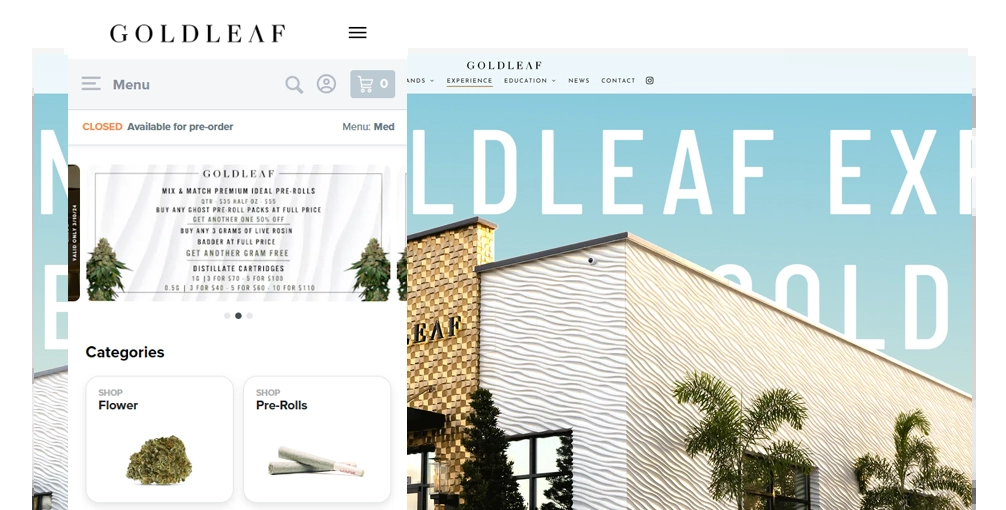 GOLDLEAF
Menu
0
CLOSED Available for pre-order
Menu: Med
VALID ONLY 3/10/24
GOLDLEAF
MIX & MATCH PREMIUM IDEAL PRE-ROLLS
QTR - $35 HALF OZ - $55
BUY ANY GHOST PRE-ROLL PACKS AT FULL PRICE
GET ANOTHER ONE 50% OFF
BUY ANY 3 GRAMS OF LIVE ROSIN
BADDER AT FULL PRICE
GET ANOTHER GRAM FREE
DISTILLATE CARTRIDGES
1G | 3 FOR $70 - 5 FOR $100
0.5G | 3 FOR $40 - 5 FOR $60 - 10 FOR $110
Categories
SHOP
Flower
SHOP
Pre-Rolls
GOLDLEAF
ANDS EXPERIENCE EDUCATION NEWS CONTACT
N LDLEAF EXP
E GOLD
LEAF